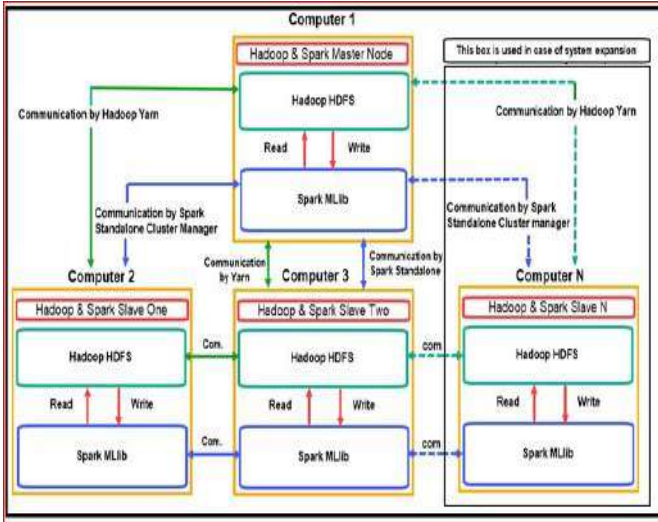 Computer 1
Hadoop & Spark Master Node
This box is used in case of system expansion
Hadoop HDFS
Communication by Hadoop Yarn
Communication by Hadoop Yarn
Read
Write
Spark MLlib
Communication by Spark
Standalone Cluster Manager
Communication by Spark
Standalone Cluster manager
Communication
by Yarn
Communication by
Spark Standalone
Computer 2
Hadoop & Spark Slave One
Hadoop HDFS
Read
Write
Spark MLlib
Com.
Com.
Computer 3
Hadoop & Spark Slave Two
Hadoop HDFS
Read
Write
Spark MLlib
com.
com.
Computer N
Hadoop & Spark Slave N
Hadoop HDFS
Read
Write
Spark MLlib